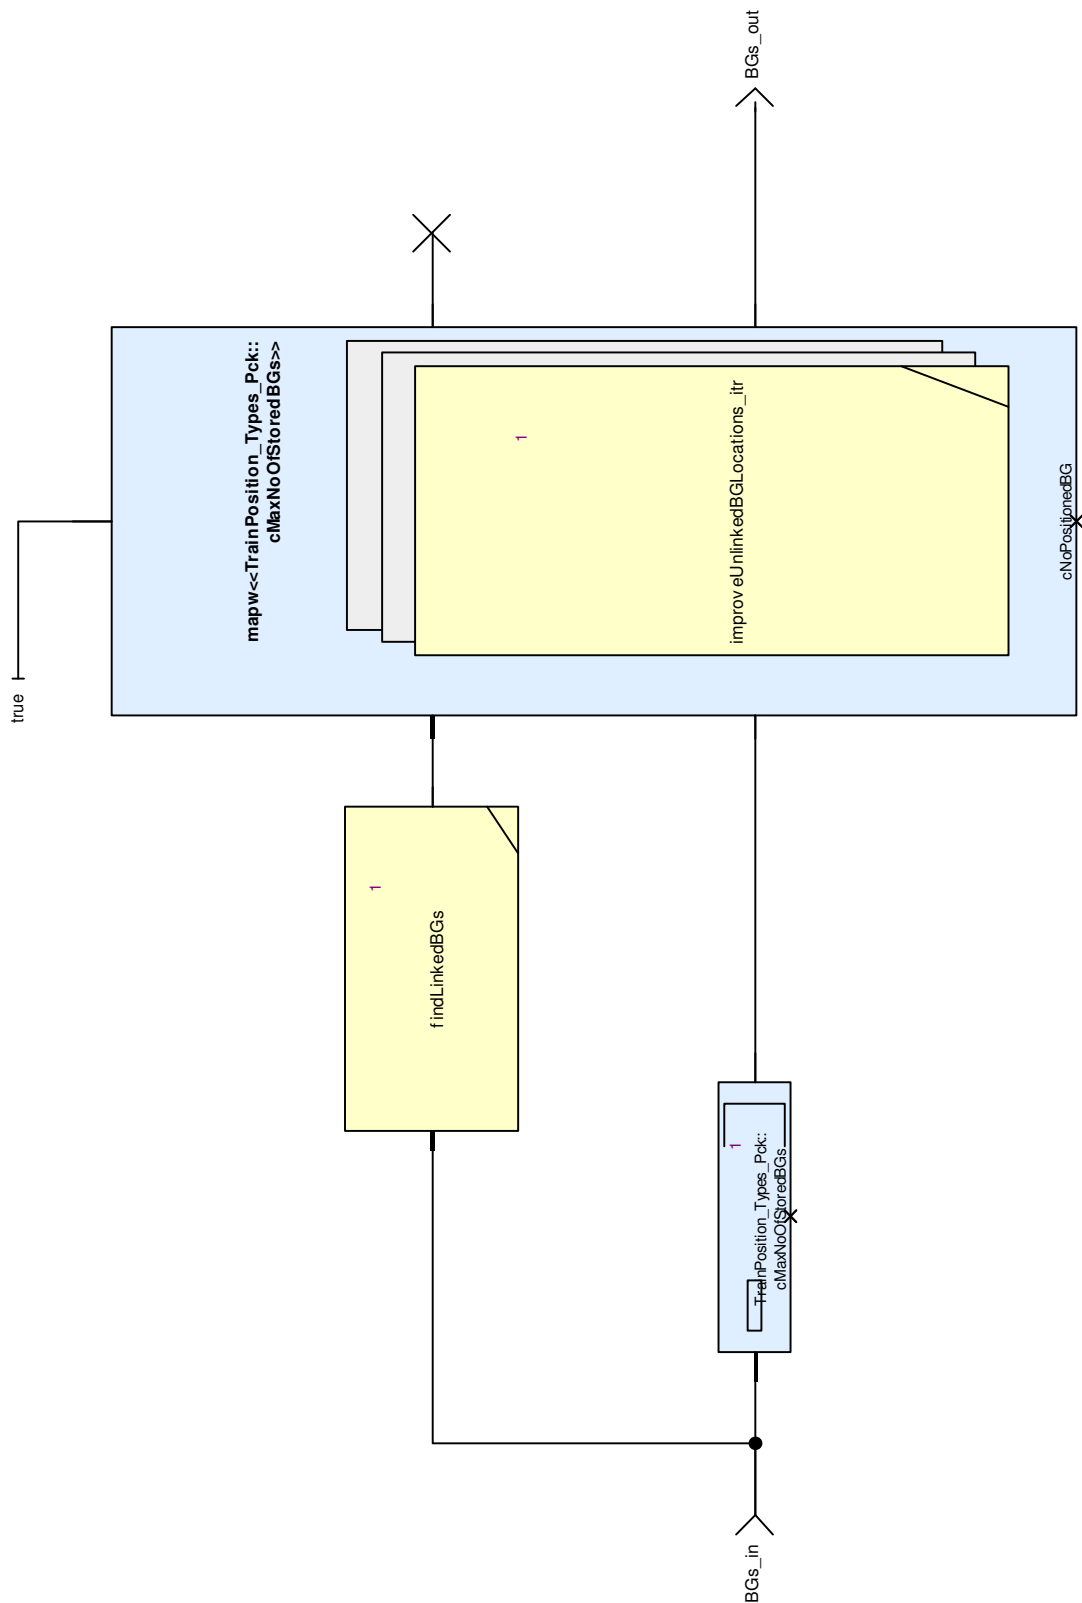 BGs_in
true
findLinkedBGs
1
TrainPosition_Types_Pck::
cMaxNoOfStoredBGs
1
mapw<<TrainPosition_Types_Pck::
cMaxNoOfStoredBGs>>
1
improveUnlinkedBGLocations_itr
cNoPositionedBG
BGs_out